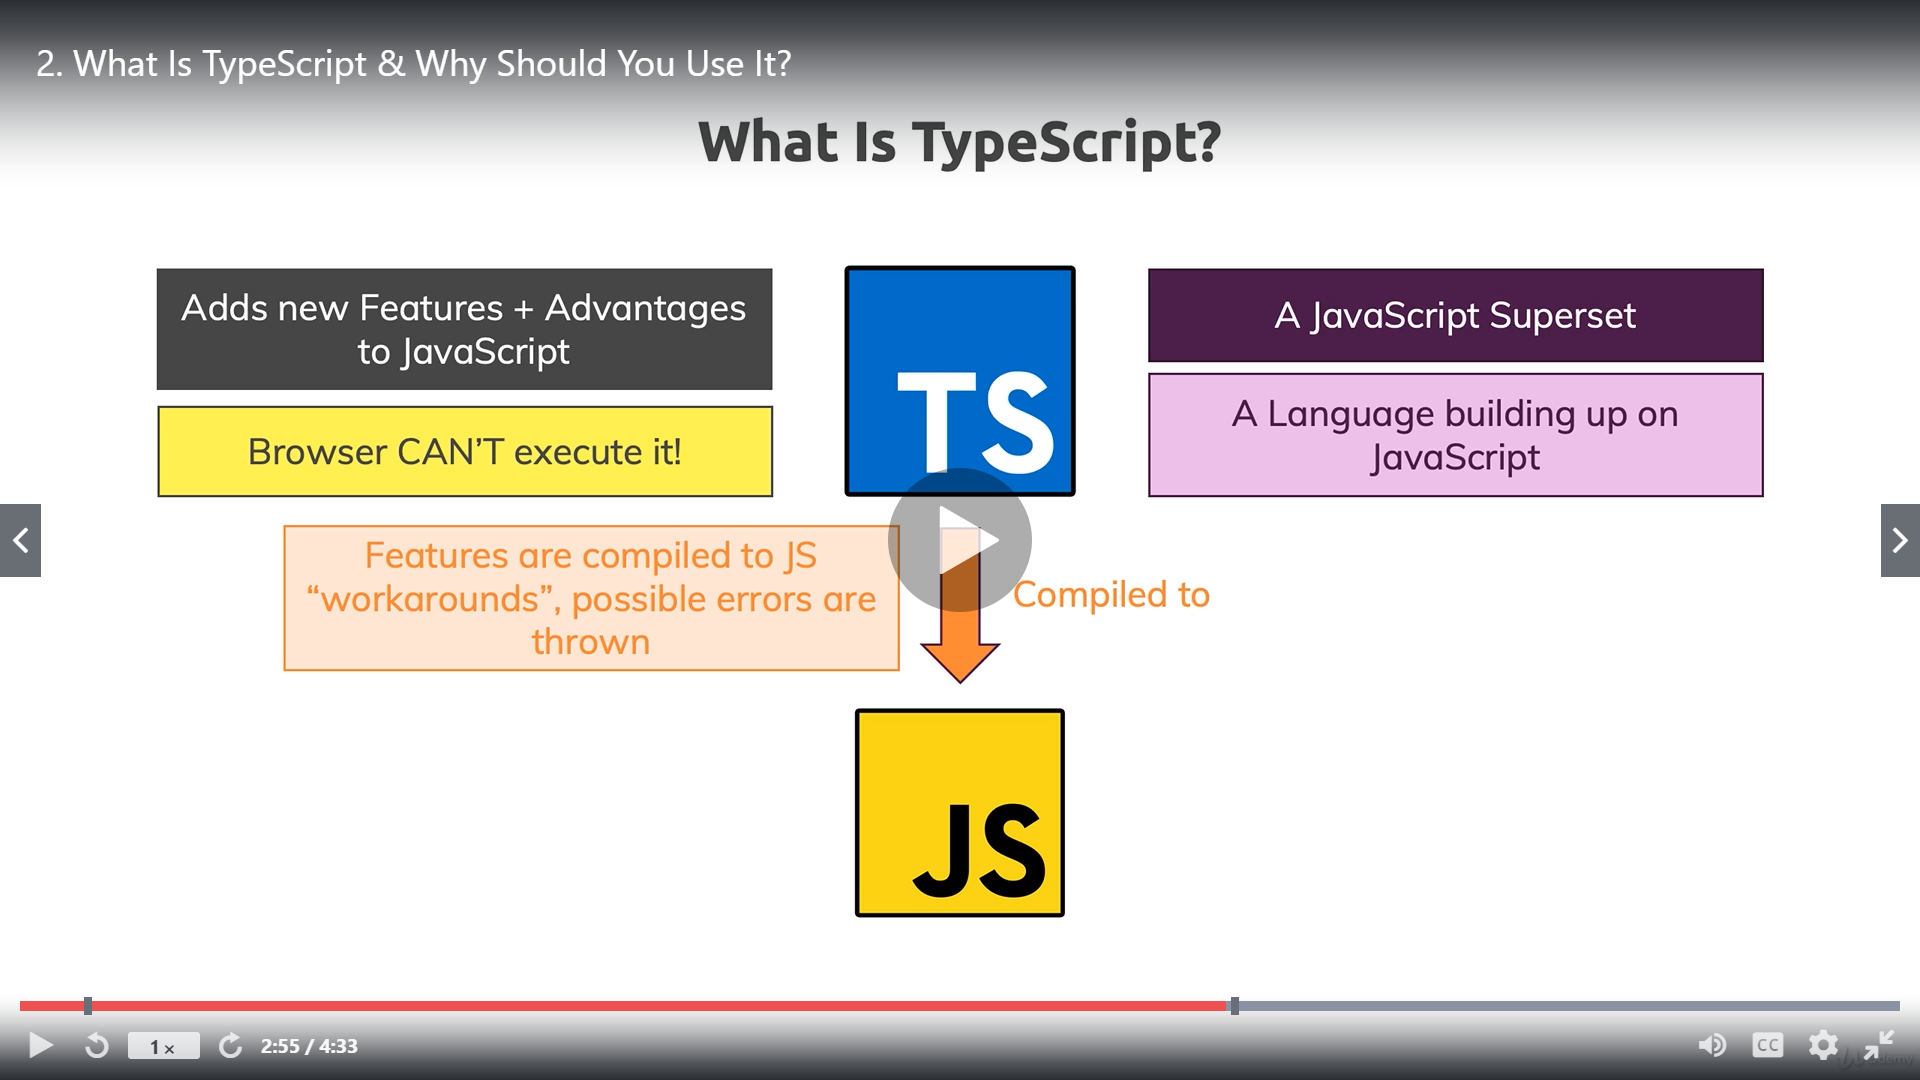 2. What Is TypeScript & Why Should You Use It?
What Is TypeScript?
Adds new Features + Advantages
to JavaScript
Browser CAN’T execute it!
TS
A JavaScript Superset
A Language building up on
JavaScript
Features are compiled to JS
“workarounds”, possible errors are
thrown
Compiled to
JS
1 x
2:55 / 4:33
CC